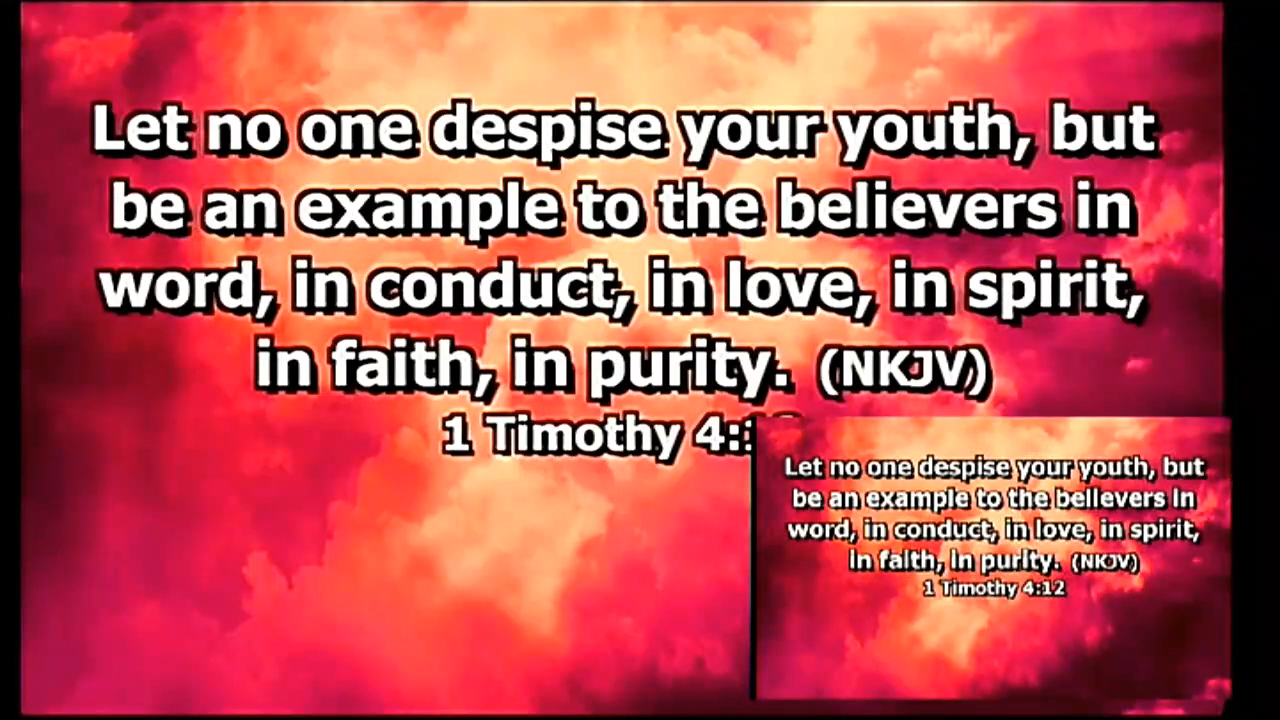 Let no one despise your youth, but
be an example to the believers in
word, in conduct, in love, in spirit,
in faith, in purity. (NKJV)
1 Timothy 4:1
Let no one despise your youth, but
be an example to the believers in
word, in conduct, in love, in spirit,
in faith, in purity. (NKJV)
1 Timothy 4:12